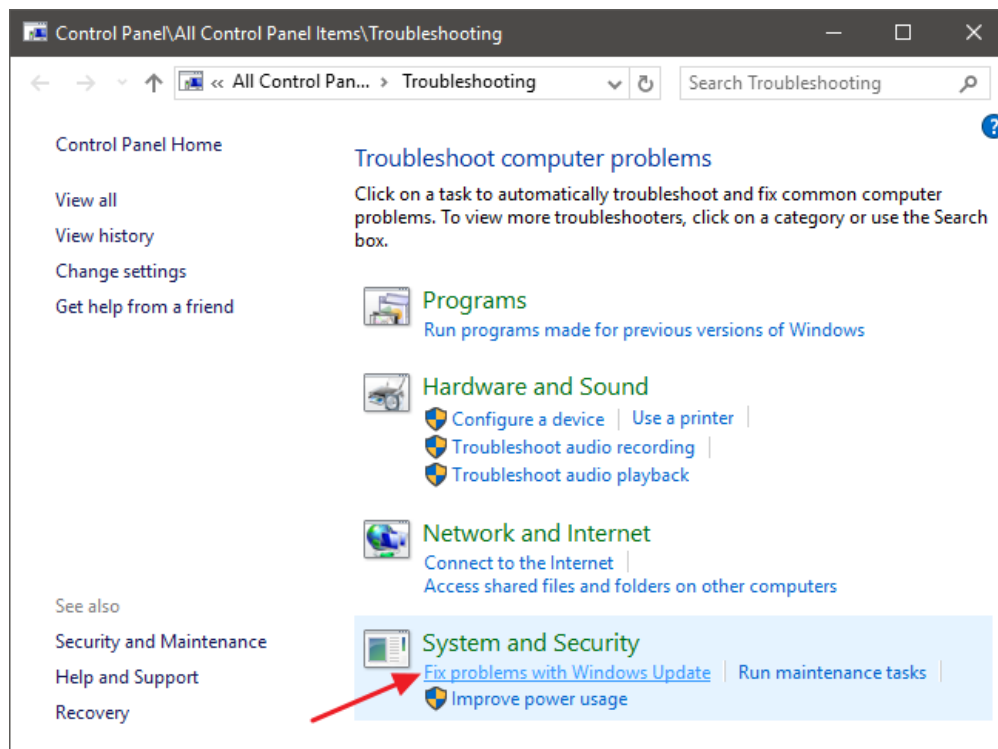 Control Panel\All Control Panel Items\Troubleshooting
« All Control Pan... › Troubleshooting
Search Troubleshooting
?
Control Panel Home
View all
View history
Change settings
Get help from a friend
Troubleshoot computer problems
Click on a task to automatically troubleshoot and fix common computer
problems. To view more troubleshooters, click on a category or use the Search
box.
Programs
Run programs made for previous versions of Windows
Hardware and Sound
Configure a device | Use a printer |
Troubleshoot audio recording |
Troubleshoot audio playback
Network and Internet
Connect to the Internet |
Access shared files and folders on other computers
System and Security
Fix problems with Windows Update | Run maintenance tasks |
Improve power usage
See also
Security and Maintenance
Help and Support
Recovery